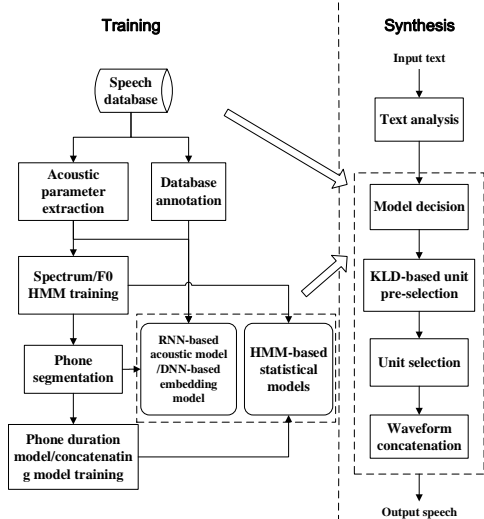 Training
Synthesis
Speech
database
Acoustic
parameter
extraction
Database
annotation
Spectrum/F0
HMM training
Phone
segmentation
RNN-based
acoustic model
/DNN-based
embedding
model
HMM-based
statistical
models
Phone duration
model/concatenatin
g model training
Input text
Text analysis
Model decision
KLD-based unit
pre-selection
Unit selection
Waveform
concatenation
Output speech